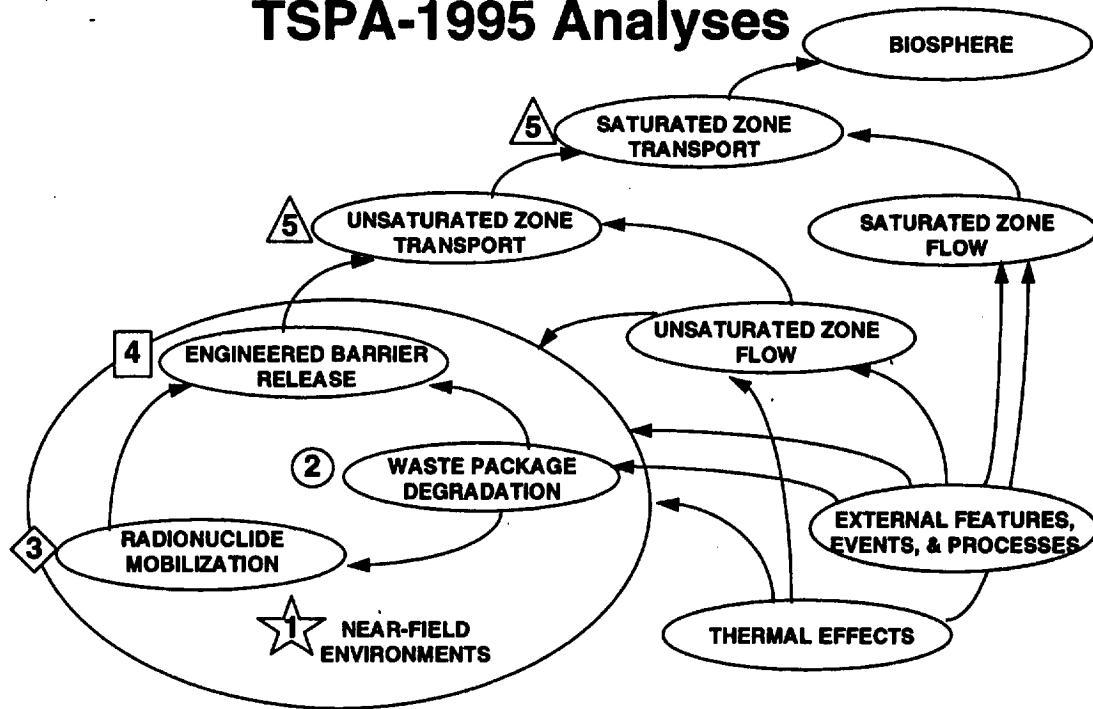 TSPA-1995 Analyses
BIOSPHERE
5
SATURATED ZONE
TRANSPORT
5
UNSATURATED ZONE
TRANSPORT
SATURATED ZONE
FLOW
4
ENGINEERED BARRIER
RELEASE
UNSATURATED ZONE
FLOW
2
WASTE PACKAGE
DEGRADATION
EXTERNAL FEATURES,
EVENTS, & PROCESSES
3
RADIONUCLIDE
MOBILIZATION
1
NEAR-FIELD
ENVIRONMENTS
THERMAL EFFECTS